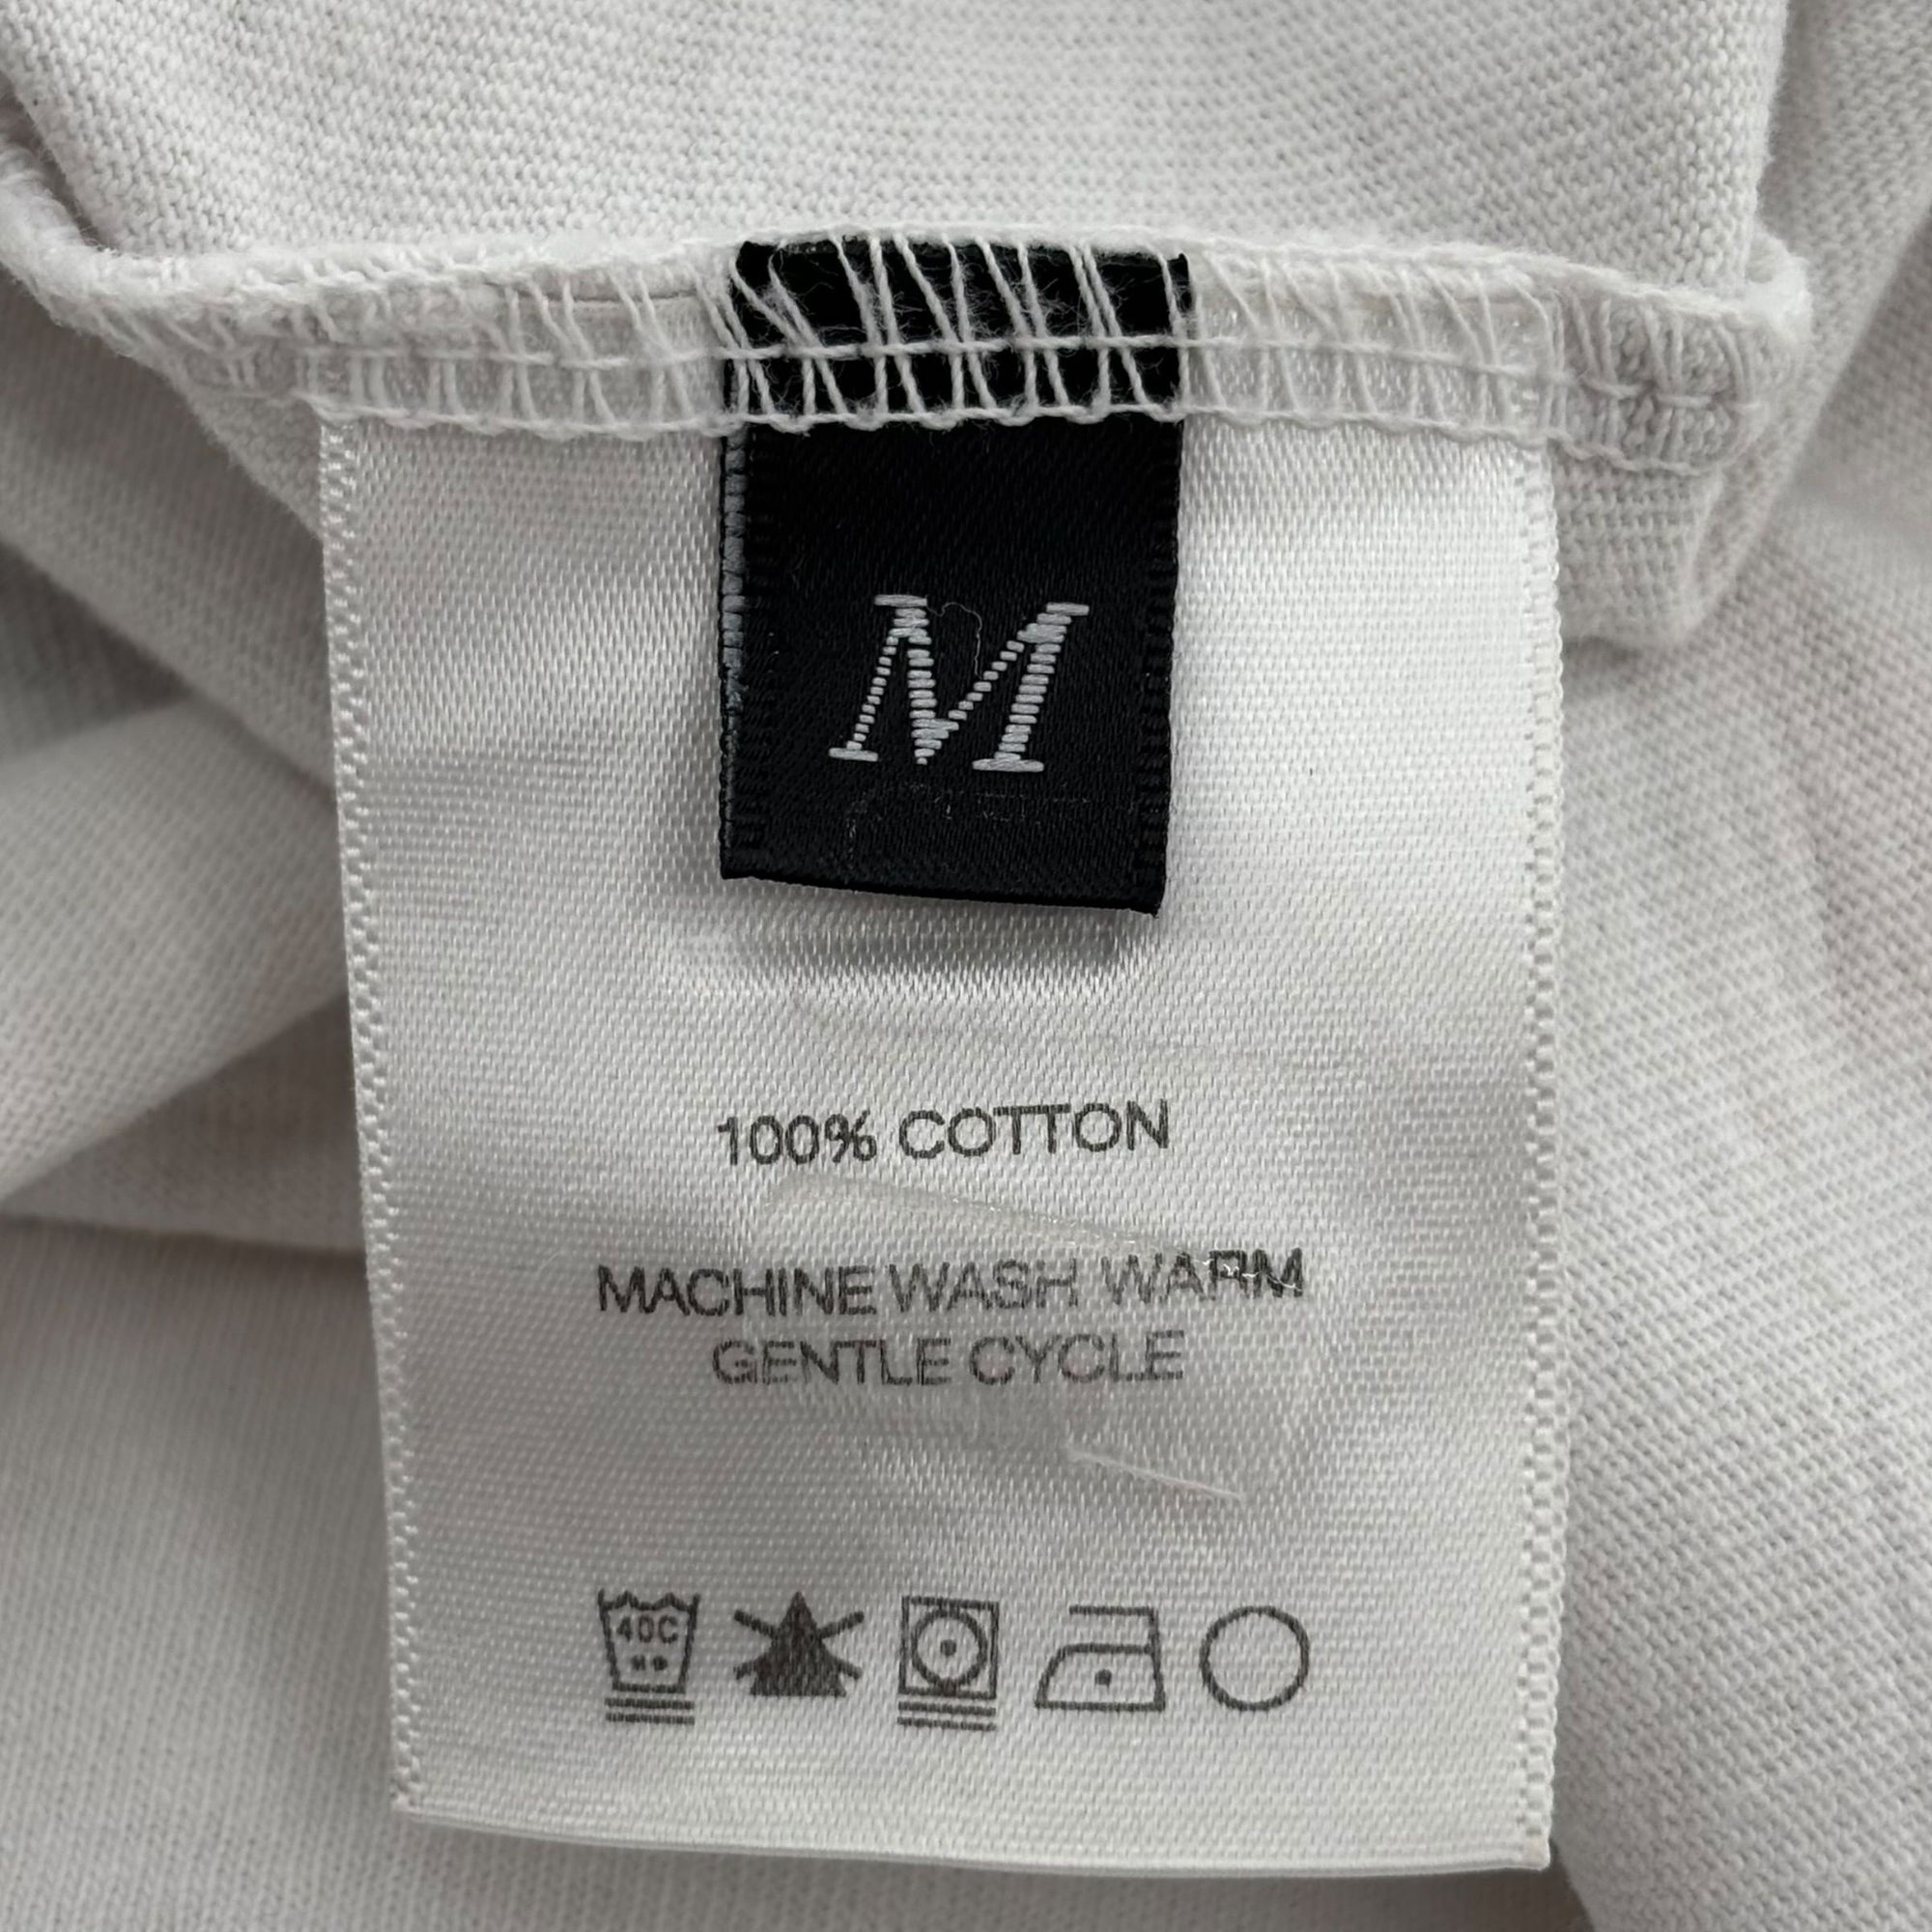 M
100% COTTON
MACHINE WASH WARM
GENTLE CYCLE
40C